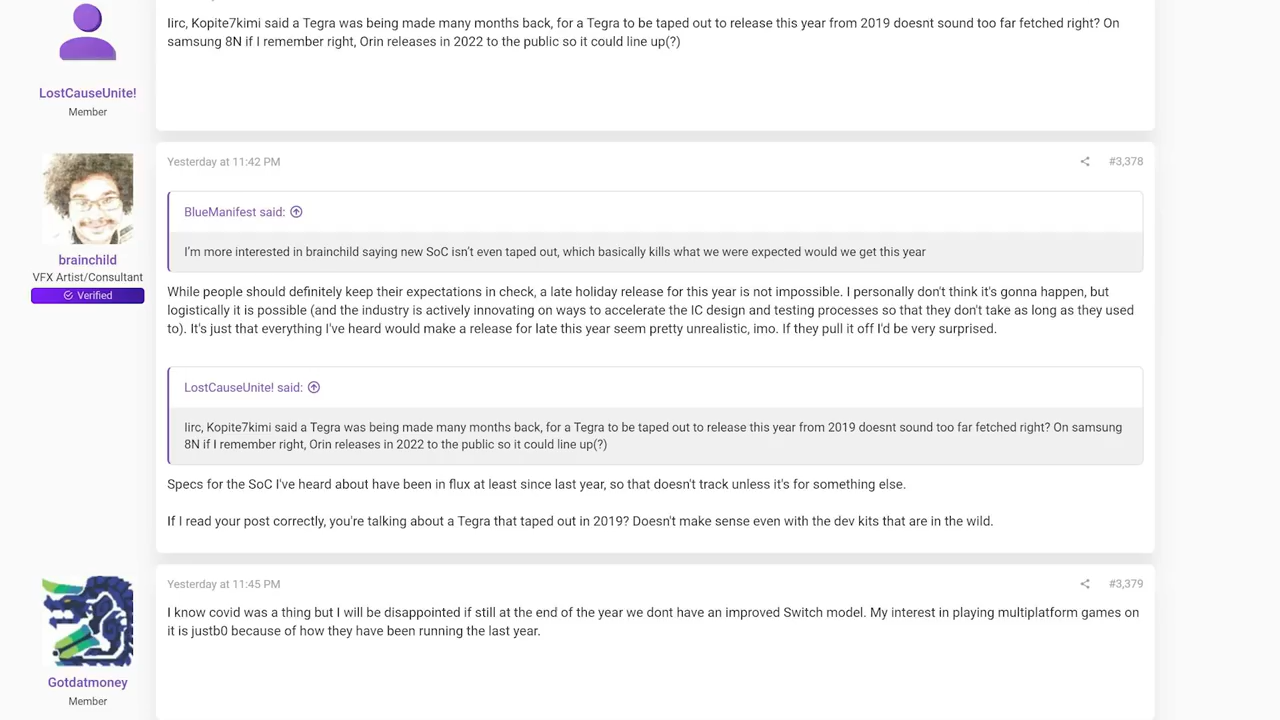 Iirc, Kopite7kimi said a Tegra was being made many months back, for a Tegra to be taped out to release this year from 2019 doesnt sound too far fetched right? On
samsung 8N if I remember right, Orin releases in 2022 to the public so it could line up(?)
LostCauseUnite!
Member
Yesterday at 11:42 PM
#3,378
BlueManifest said:
I'm more interested in brainchild saying new SoC isn't even taped out, which basically kills what we were expected would we get this year
brainchild
VFX Artist/Consultant
Verified
While people should definitely keep their expectations in check, a late holiday release for this year is not impossible. I personally don't think it's gonna happen, but
logistically it is possible (and the industry is actively innovating on ways to accelerate the IC design and testing processes so that they don't take as long as they used
to). It's just that everything I've heard would make a release for late this year seem pretty unrealistic, imo. If they pull it off I'd be very surprised.
LostCauseUnite! said:
Iirc, Kopite7kimi said a Tegra was being made many months back, for a Tegra to be taped out to release this year from 2019 doesnt sound too far fetched right? On samsung
8N if I remember right, Orin releases in 2022 to the public so it could line up(?)
Specs for the SoC I've heard about have been in flux at least since last year, so that doesn't track unless it's for something else.
If I read your post correctly, you're talking about a Tegra that taped out in 2019? Doesn't make sense even with the dev kits that are in the wild.
Yesterday at 11:45 PM
#3,379
I know covid was a thing but I will be disappointed if still at the end of the year we dont have an improved Switch model. My interest in playing multiplatform games on
it is justb0 because of how they have been running the last year.
Gotdatmoney
Member